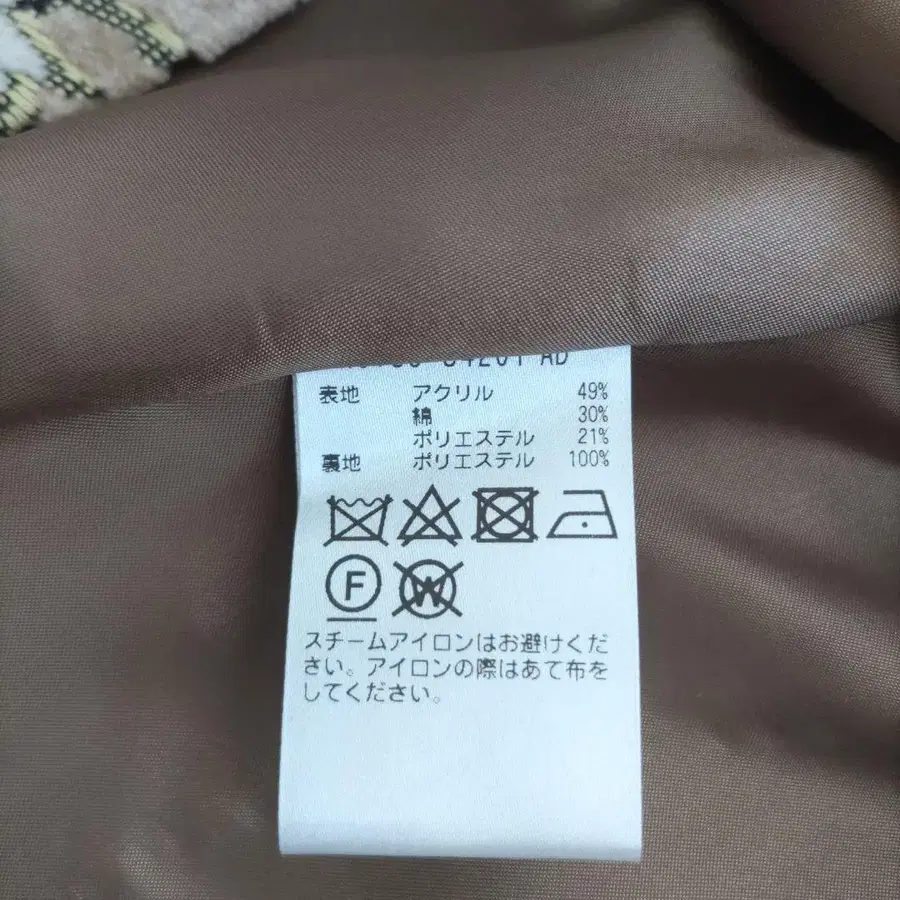 84201 AD
表地 アクリル 49%
綿 30%
ポリエステル 21%
裏地 ポリエステル 100%
F W
スチームアイロンはお避けくだ
さい。アイロンの際はあて布を
してください。